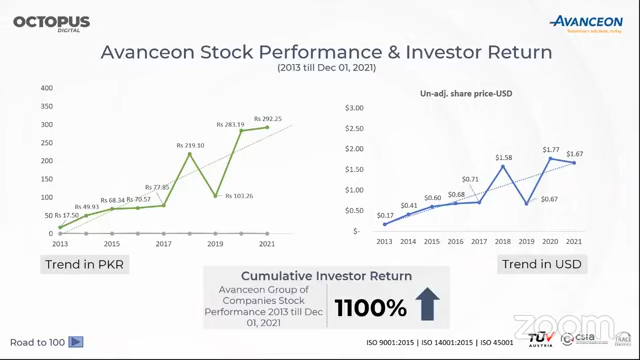 OCTOPUS
DIGITAL
AVANCEON
Avanceon Stock Performance & Investor Return
(2013 till Dec 01, 2021)
400
350
300
250
200
150
100
50
0
Rs 17.50
Rs 49.93
Rs 68.34
Rs 70.57
Rs 77.85
Rs 219.10
Rs 103.26
Rs 283.19
Rs 292.25
2013
2015
2017
2019
2021
Trend in PKR
Un-adj. share price-USD
$3.00
$2.50
$2.00
$1.50
$1.00
$0.50
$-
$0.17
$0.41
$0.60
$0.68
$0.71
$1.58
$0.67
$1.77
$1.67
2013 2014 2015 2016 2017 2018 2019 2020 2021
Trend in USD
Cumulative Investor Return
Avanceon Group of
Companies Stock
Performance 2013 till Dec
01, 2021
1100%
zoom
Road to 100
ISO 9001:2015 | ISO 14001:2015 | ISO 45001
TÜV
AUSTRIA
csia